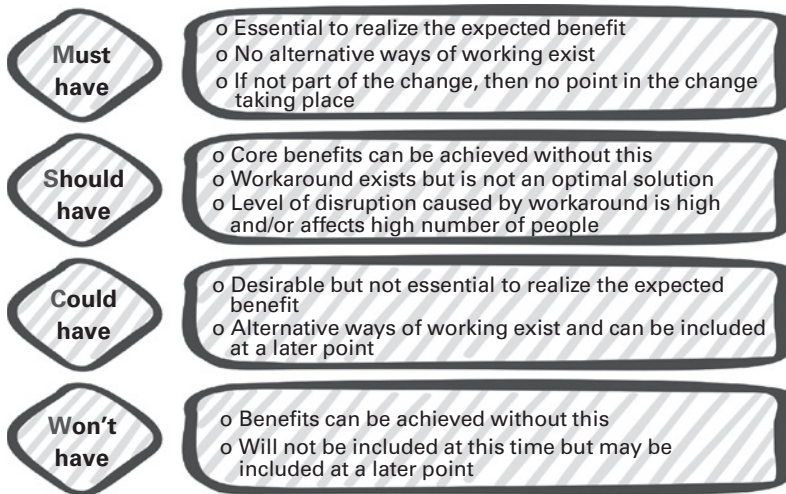 Must
have
o Essential to realize the expected benefit
o No alternative ways of working exist
o If not part of the change, then no point in the change
taking place
Should
have
o Core benefits can be achieved without this
o Workaround exists but is not an optimal solution
o Level of disruption caused by workaround is high
and/or affects high number of people
Could
have
o Desirable but not essential to realize the expected
benefit
o Alternative ways of working exist and can be included
at a later point
Won't
have
o Benefits can be achieved without this
o Will not be included at this time but may be
included at a later point